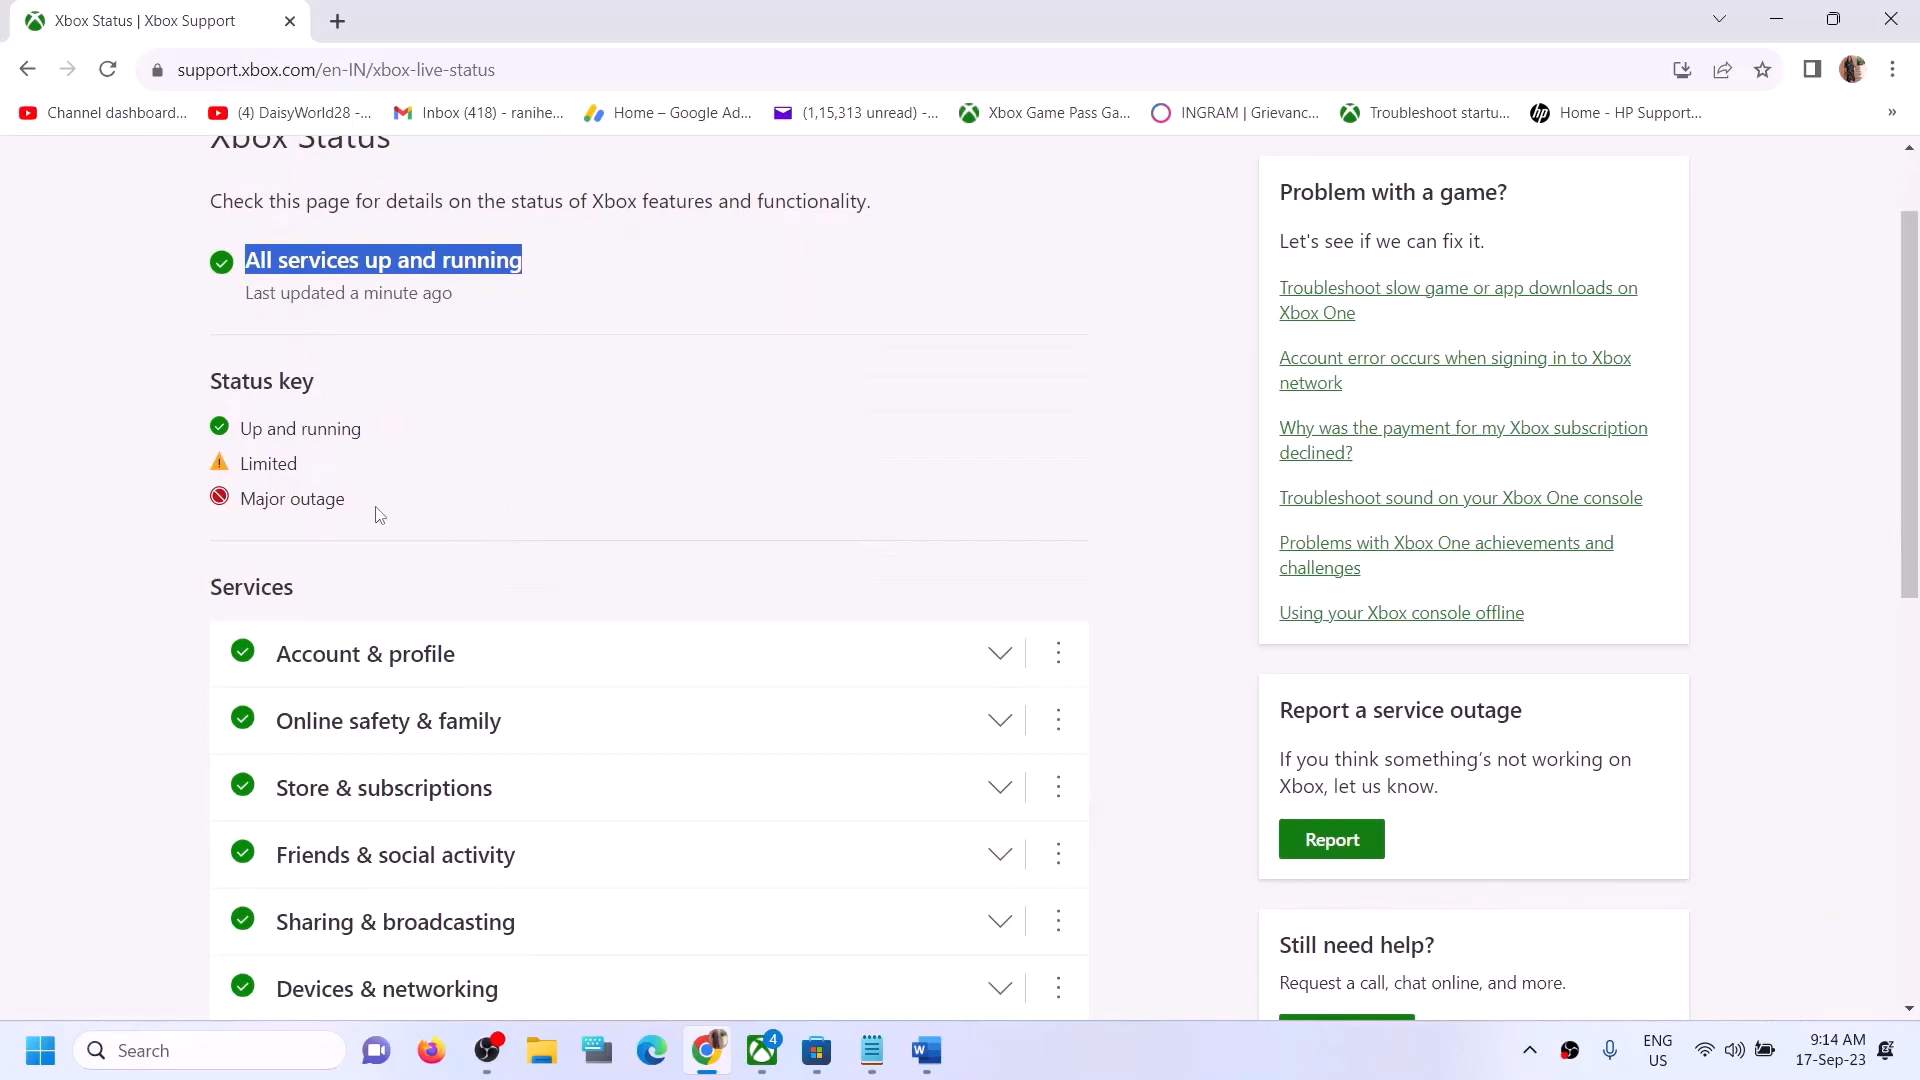 Xbox Status | Xbox Support
support.xbox.com/en-IN/xbox-live-status
Channel dashboard...
(4) DaisyWorld28 -...
Inbox (418) - ranihe...
Home – Google Ad...
(1,15,313 unread) -...
Xbox Game Pass Ga...
INGRAM | Grievanc...
Troubleshoot startu...
Home - HP Support...
»
Xbox Status
Check this page for details on the status of Xbox features and functionality.
All services up and running
Last updated a minute ago
Status key
Up and running
Limited
Major outage
Services
Account & profile
Online safety & family
Store & subscriptions
Friends & social activity
Sharing & broadcasting
Devices & networking
Problem with a game?
Let's see if we can fix it.
Troubleshoot slow game or app downloads on
Xbox One
Account error occurs when signing in to Xbox
network
Why was the payment for my Xbox subscription
declined?
Troubleshoot sound on your Xbox One console
Problems with Xbox One achievements and
challenges
Using your Xbox console offline
Report a service outage
If you think something's not working on
Xbox, let us know.
Report
Still need help?
Request a call, chat online, and more.
Search
4
ENG
US
9:14 AM
17-Sep-23